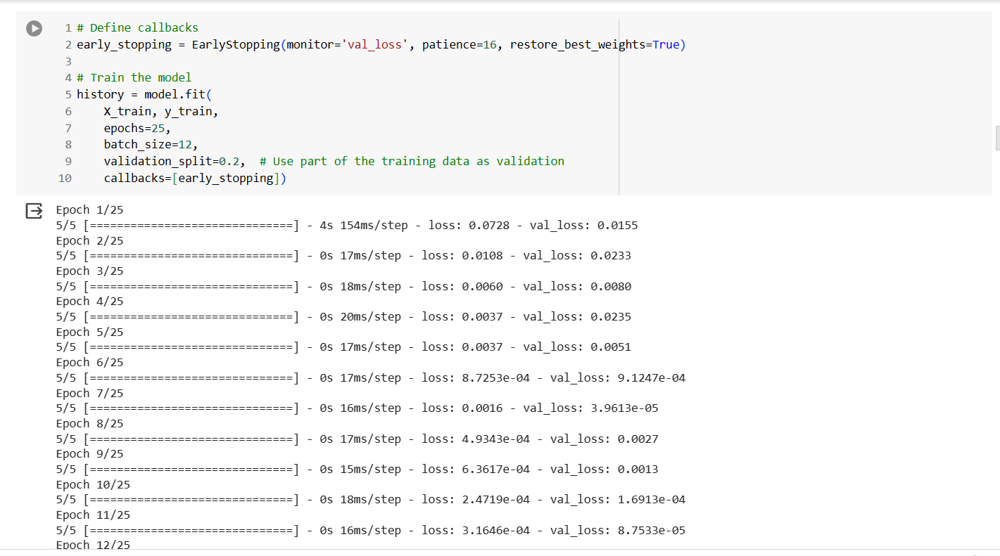 1 # Define callbacks
2 early_stopping = EarlyStopping(monitor='val_loss', patience=16, restore_best_weights=True)
3
4 # Train the model
5 history = model.fit(
6     X_train, y_train,
7     epochs=25,
8     batch_size=12,
9     validation_split=0.2,  # Use part of the training data as validation
10     callbacks=[early_stopping])
Epoch 1/25
5/5 [==============================] - 4s 154ms/step - loss: 0.0728 - val_loss: 0.0155
Epoch 2/25
5/5 [==============================] - 0s 17ms/step - loss: 0.0108 - val_loss: 0.0233
Epoch 3/25
5/5 [==============================] - 0s 18ms/step - loss: 0.0060 - val_loss: 0.0080
Epoch 4/25
5/5 [==============================] - 0s 20ms/step - loss: 0.0037 - val_loss: 0.0235
Epoch 5/25
5/5 [==============================] - 0s 17ms/step - loss: 0.0037 - val_loss: 0.0051
Epoch 6/25
5/5 [==============================] - 0s 17ms/step - loss: 8.7253e-04 - val_loss: 9.1247e-04
Epoch 7/25
5/5 [==============================] - 0s 16ms/step - loss: 0.0016 - val_loss: 3.9613e-05
Epoch 8/25
5/5 [==============================] - 0s 17ms/step - loss: 4.9343e-04 - val_loss: 0.0027
Epoch 9/25
5/5 [==============================] - 0s 15ms/step - loss: 6.3617e-04 - val_loss: 0.0013
Epoch 10/25
5/5 [==============================] - 0s 18ms/step - loss: 2.4719e-04 - val_loss: 1.6913e-04
Epoch 11/25
5/5 [==============================] - 0s 16ms/step - loss: 3.1646e-04 - val_loss: 8.7533e-05
Epoch 12/25